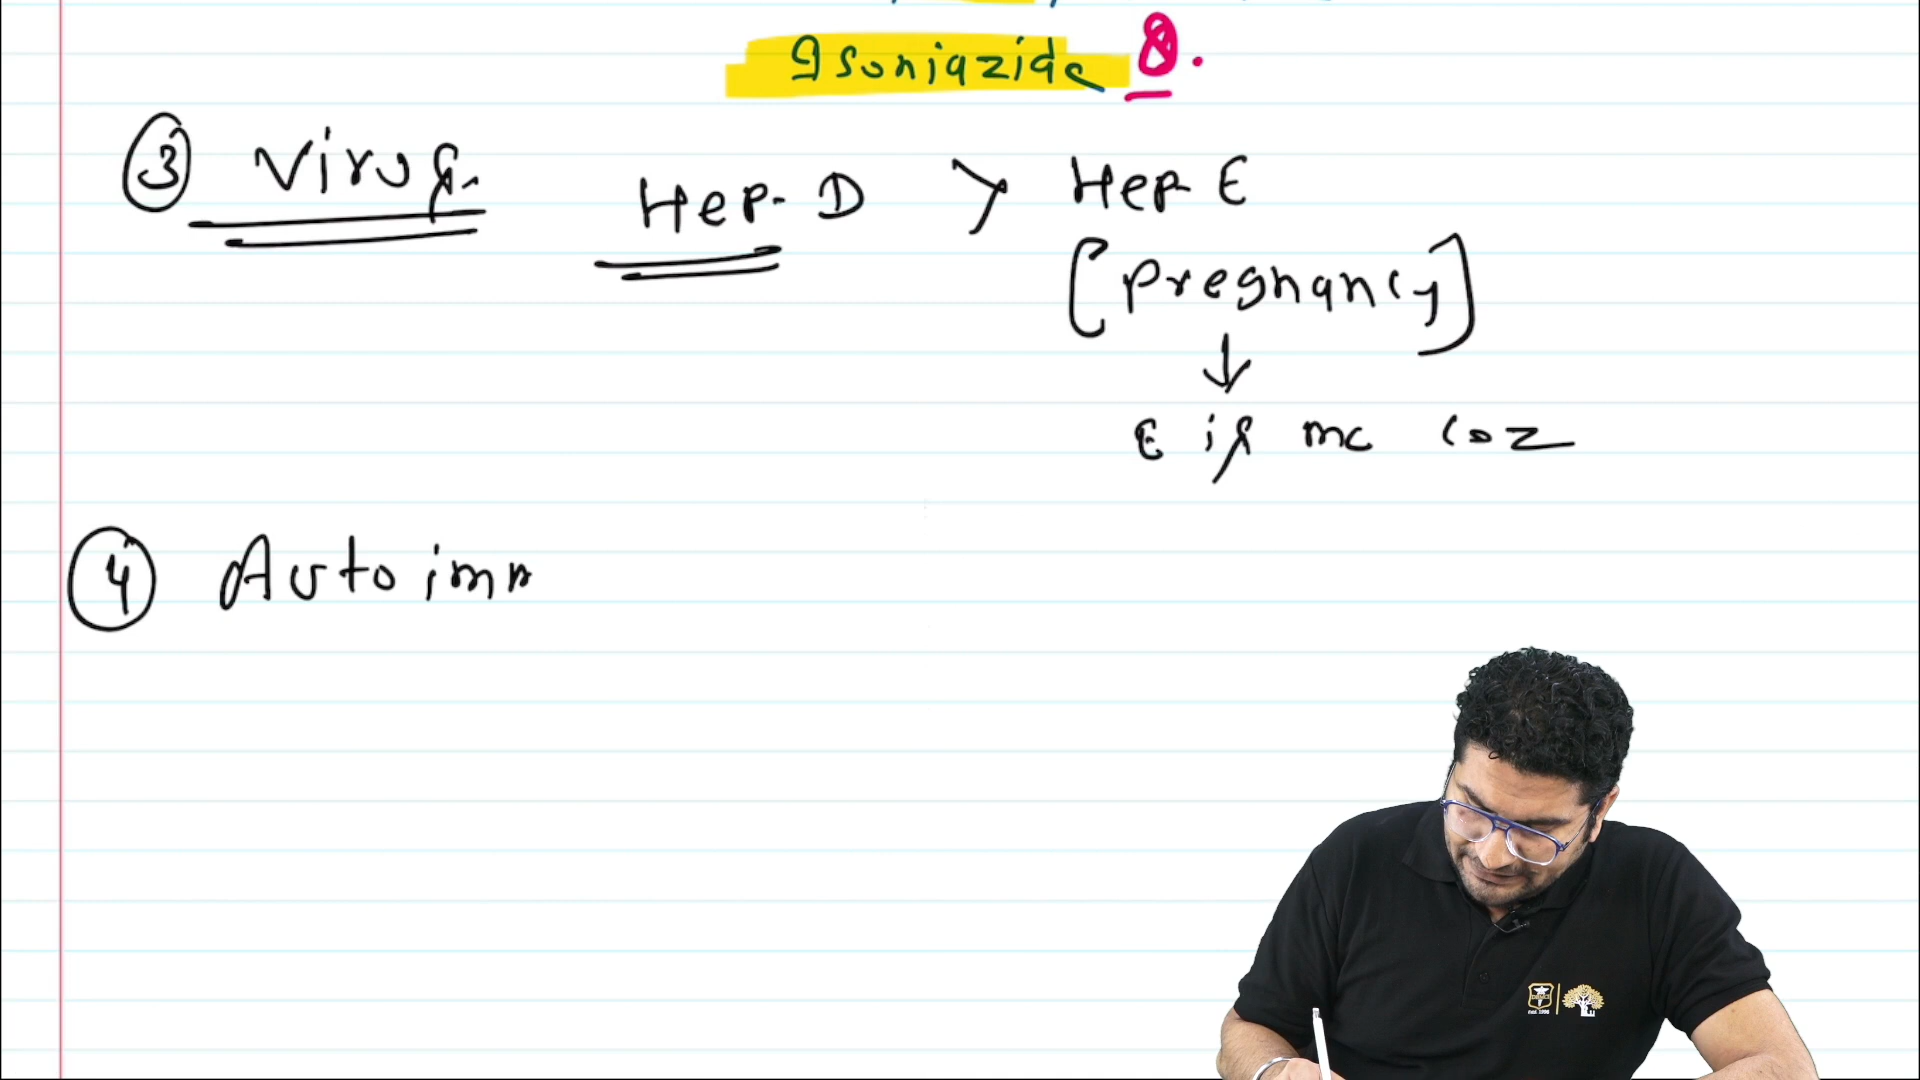 Isoniazide 8.
③ Virus. Hep. D > Hep E
[Pregnancy]
↓
E is mc coz
④ Autoimm